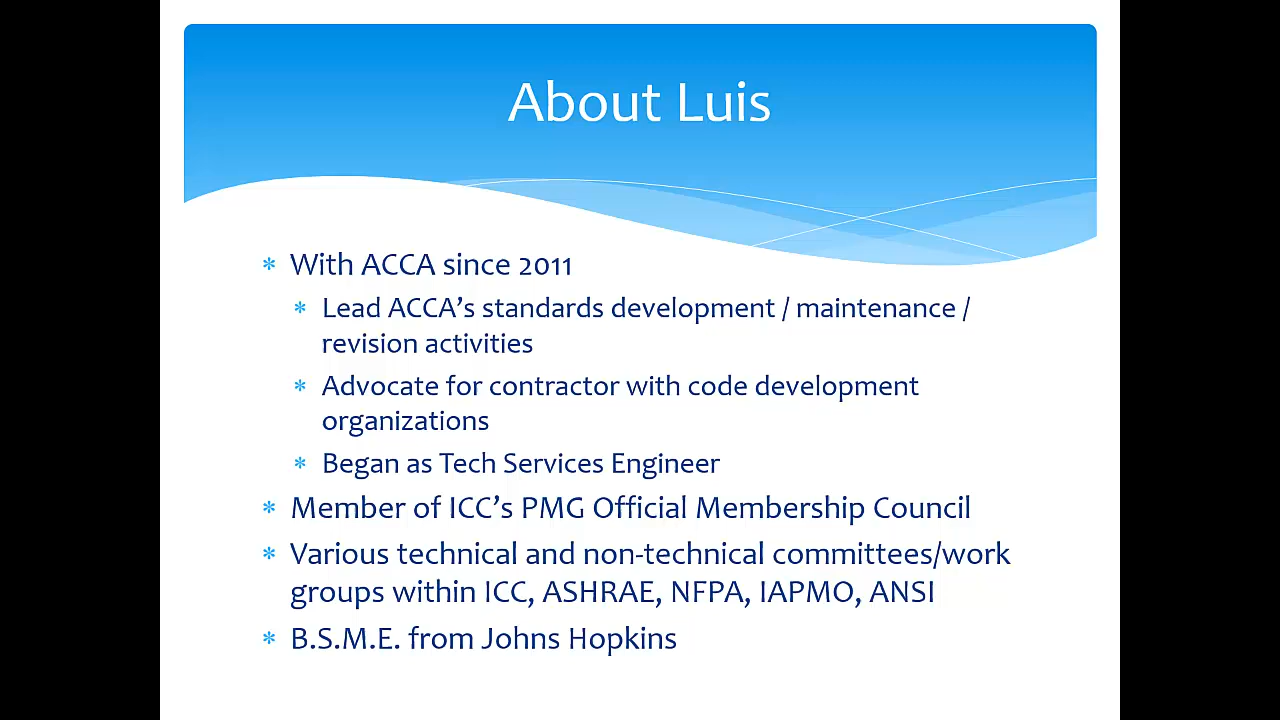 About Luis
* With ACCA since 2011
* Lead ACCA’s standards development / maintenance /
revision activities
* Advocate for contractor with code development
organizations
* Began as Tech Services Engineer
* Member of ICC’s PMG Official Membership Council
* Various technical and non-technical committees/work
groups within ICC, ASHRAE, NFPA, IAPMO, ANSI
* B.S.M.E. from Johns Hopkins